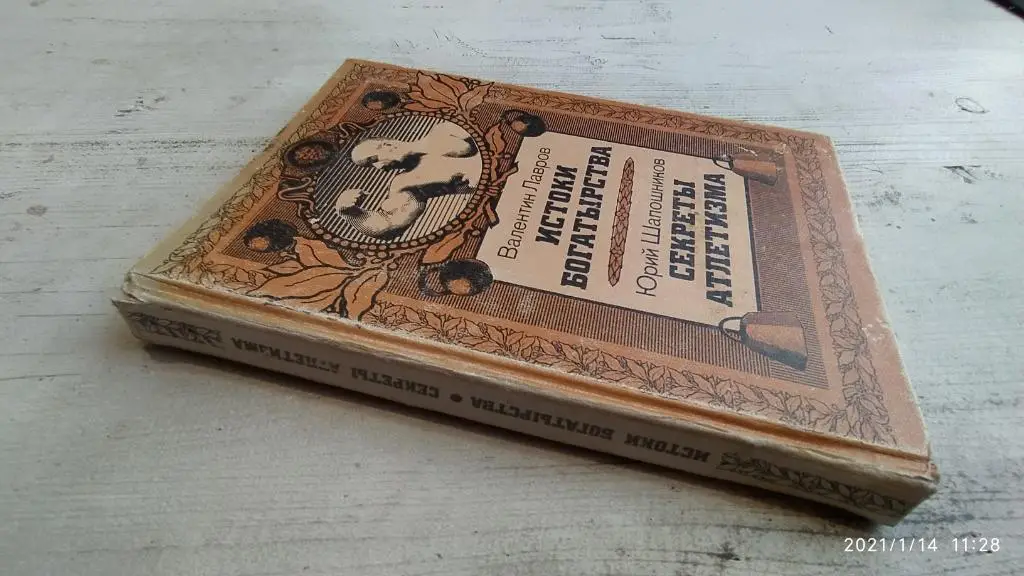 Валентин Лавров
ИСТОКИ
БОГАТЫРСТВА
Юрий Шапошников
СЕКРЕТЫ
АТЛЕТИЗМА
ИСТОКИ БОГАТЫРСТВА • СЕКРЕТЫ АТЛЕТИЗМА
2021/1/14 11:28